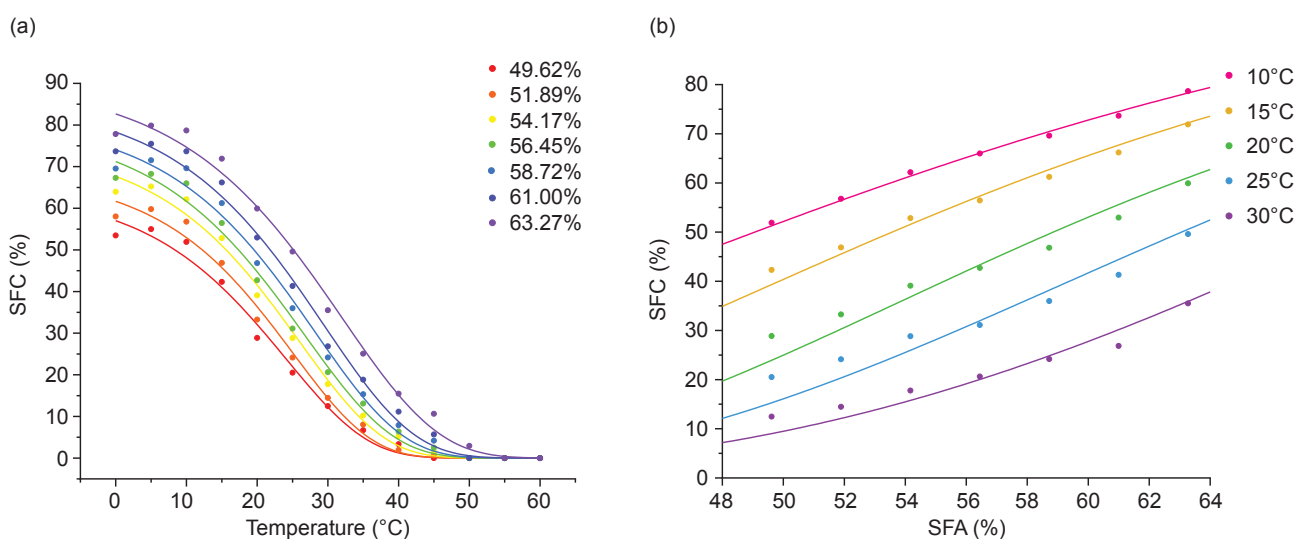 (a)
49.62%
51.89%
54.17%
56.45%
58.72%
61.00%
63.27%
90
80
70
60
50
40
30
20
10
0
SFC (%)
0 10 20 30 40 50 60
Temperature (°C)
(b)
10°C
15°C
20°C
25°C
30°C
80
70
60
50
40
30
20
10
0
SFC (%)
48 50 52 54 56 58 60 62 64
SFA (%)